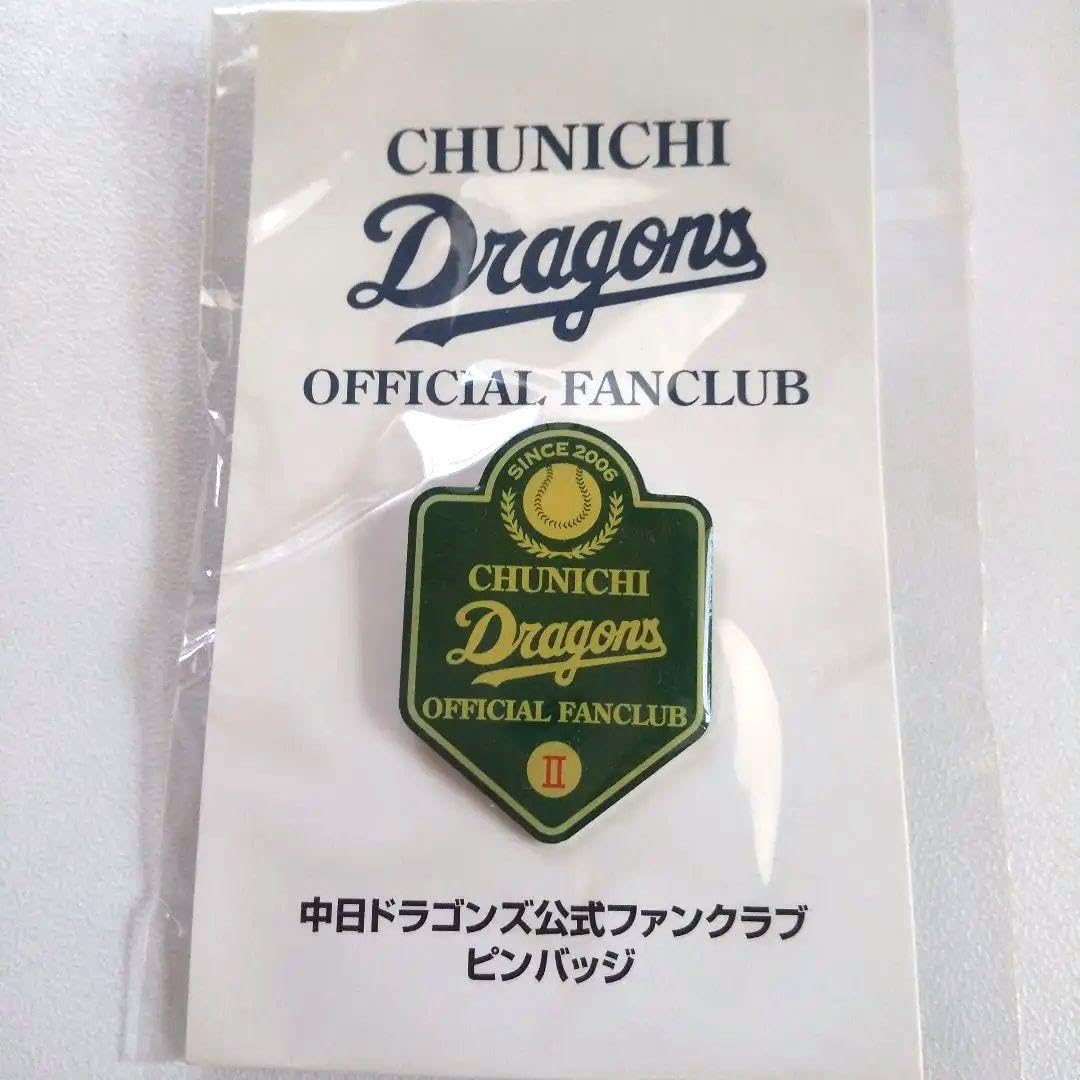 CHUNICHI
Dragons
OFFICIAL FANCLUB
SINCE 2006
CHUNICHI
Dragons
OFFICIAL FANCLUB
II
中日ドラゴンズ公式ファンクラブ
ピンバッジ